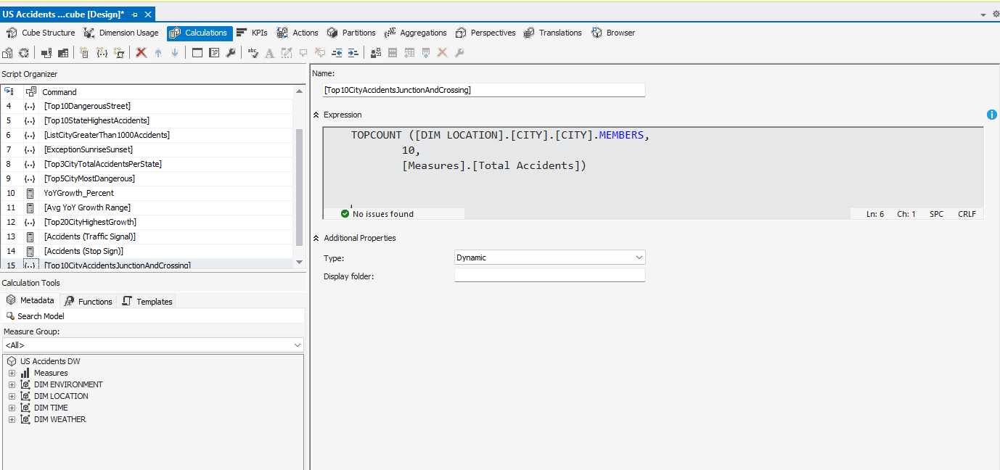 US Accidents ...cube [Design]*
Cube Structure Dimension Usage Calculations KPIs Actions Partitions Aggregations Perspectives Translations Browser
Script Organizer
Command
4 [Top10DangerousStreet]
5 [Top10StateHighestAccidents]
6 [ListCityGreaterThan1000Accidents]
7 [ExceptionSunriseSunset]
8 [Top3CityTotalAccidentsPerState]
9 [Top5CityMostDangerous]
10 YoYGrowth_Percent
11 [Avg YoY Growth Range]
12 [Top20CityHighestGrowth]
13 [Accidents (Traffic Signal)]
14 [Accidents (Stop Sign)]
15 [Top10CityAccidentsJunctionAndCrossing]
Calculation Tools
Metadata Functions Templates
Search Model
Measure Group:
<All>
US Accidents DW
Measures
DIM ENVIRONMENT
DIM LOCATION
DIM TIME
DIM WEATHER
Name:
[Top10CityAccidentsJunctionAndCrossing]
Expression
TOPCOUNT ([DIM LOCATION].[CITY].[CITY].MEMBERS,
10,
[Measures].[Total Accidents])
No issues found Ln: 6 Ch: 1 SPC CRLF
Additional Properties
Type: Dynamic
Display folder: